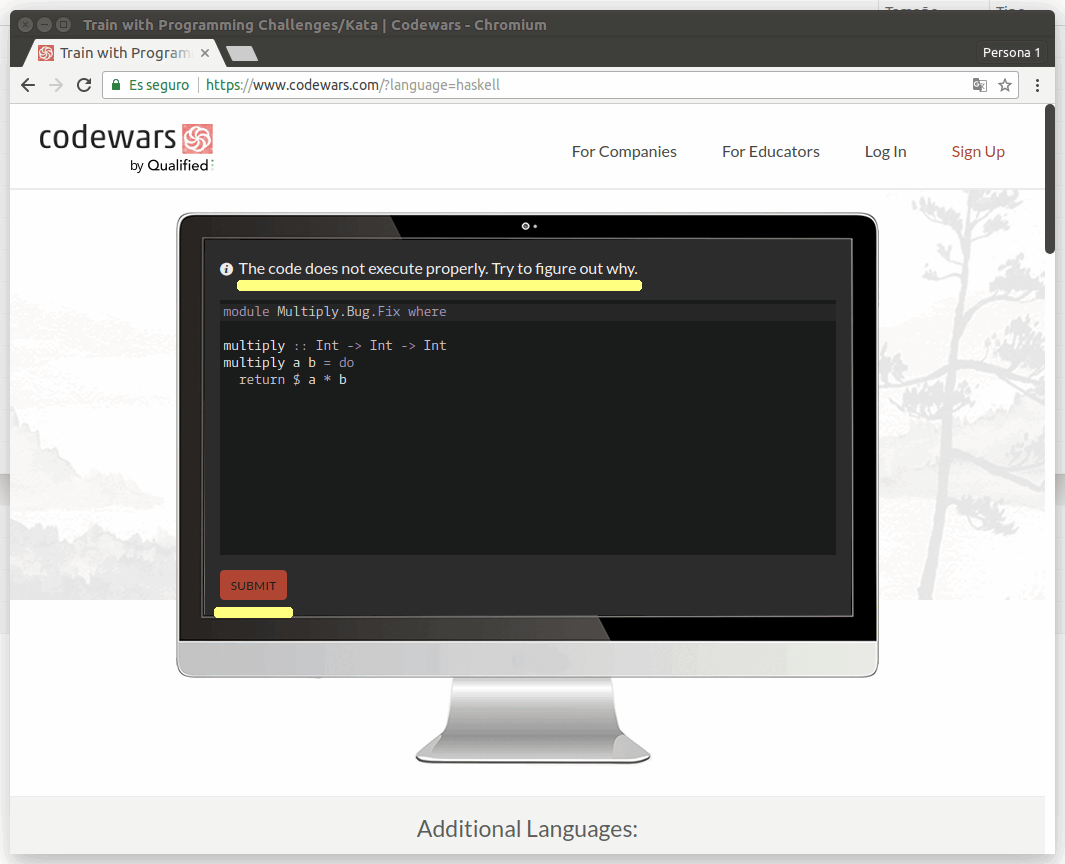 Tamaño Tipo
Train with Programming Challenges/Kata | Codewars - Chromium
Train with Program
Persona 1
Es seguro https://www.codewars.com/?language=haskell
codewars
by Qualified
For Companies For Educators Log In Sign Up
i The code does not execute properly. Try to figure out why.
module Multiply.Bug.Fix where
multiply :: Int -> Int -> Int
multiply a b = do
return $ a * b
SUBMIT
Additional Languages: